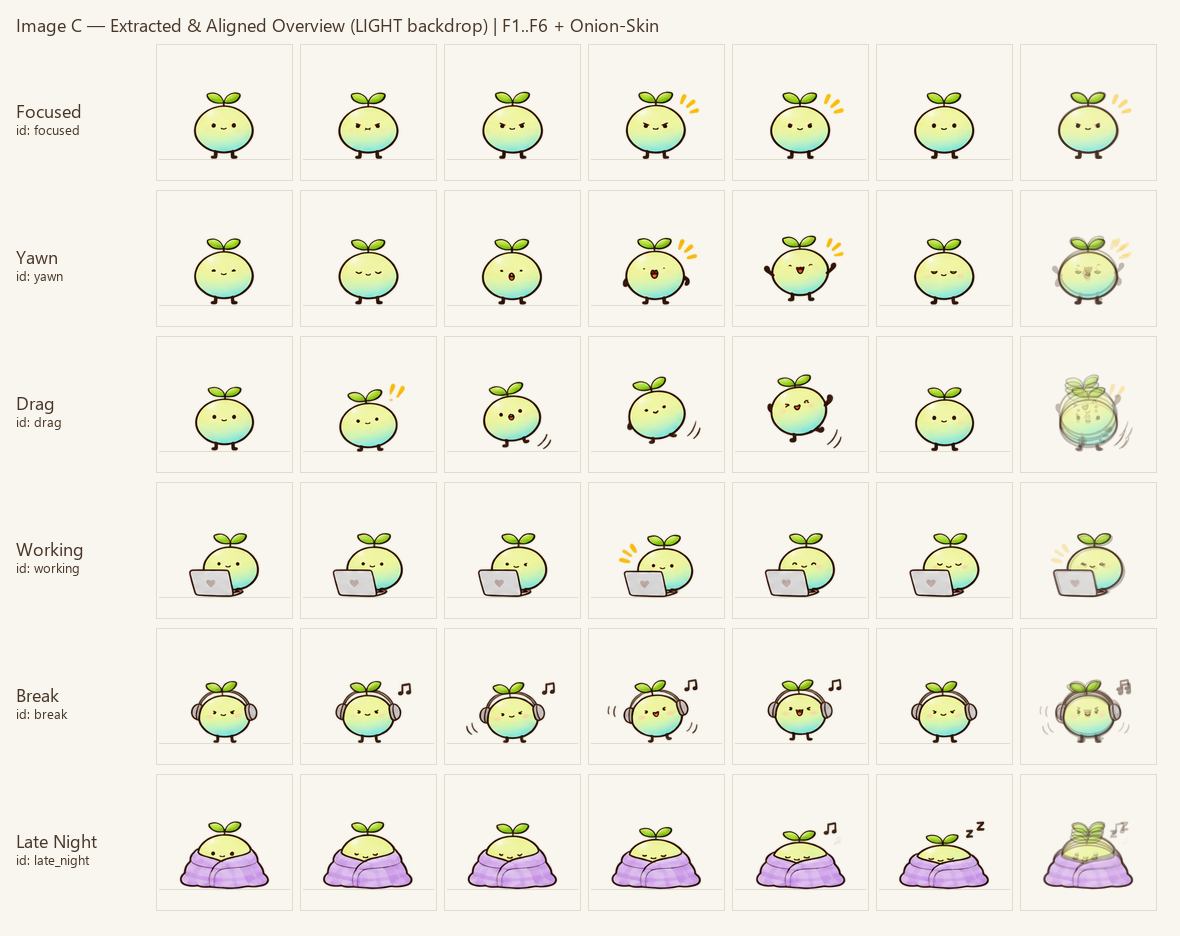 Image C — Extracted & Aligned Overview (LIGHT backdrop) | F1..F6 + Onion-Skin
Focused
id: focused
Yawn
id: yawn
Drag
id: drag
Working
id: working
Break
id: break
Late Night
id: late_night
z Z